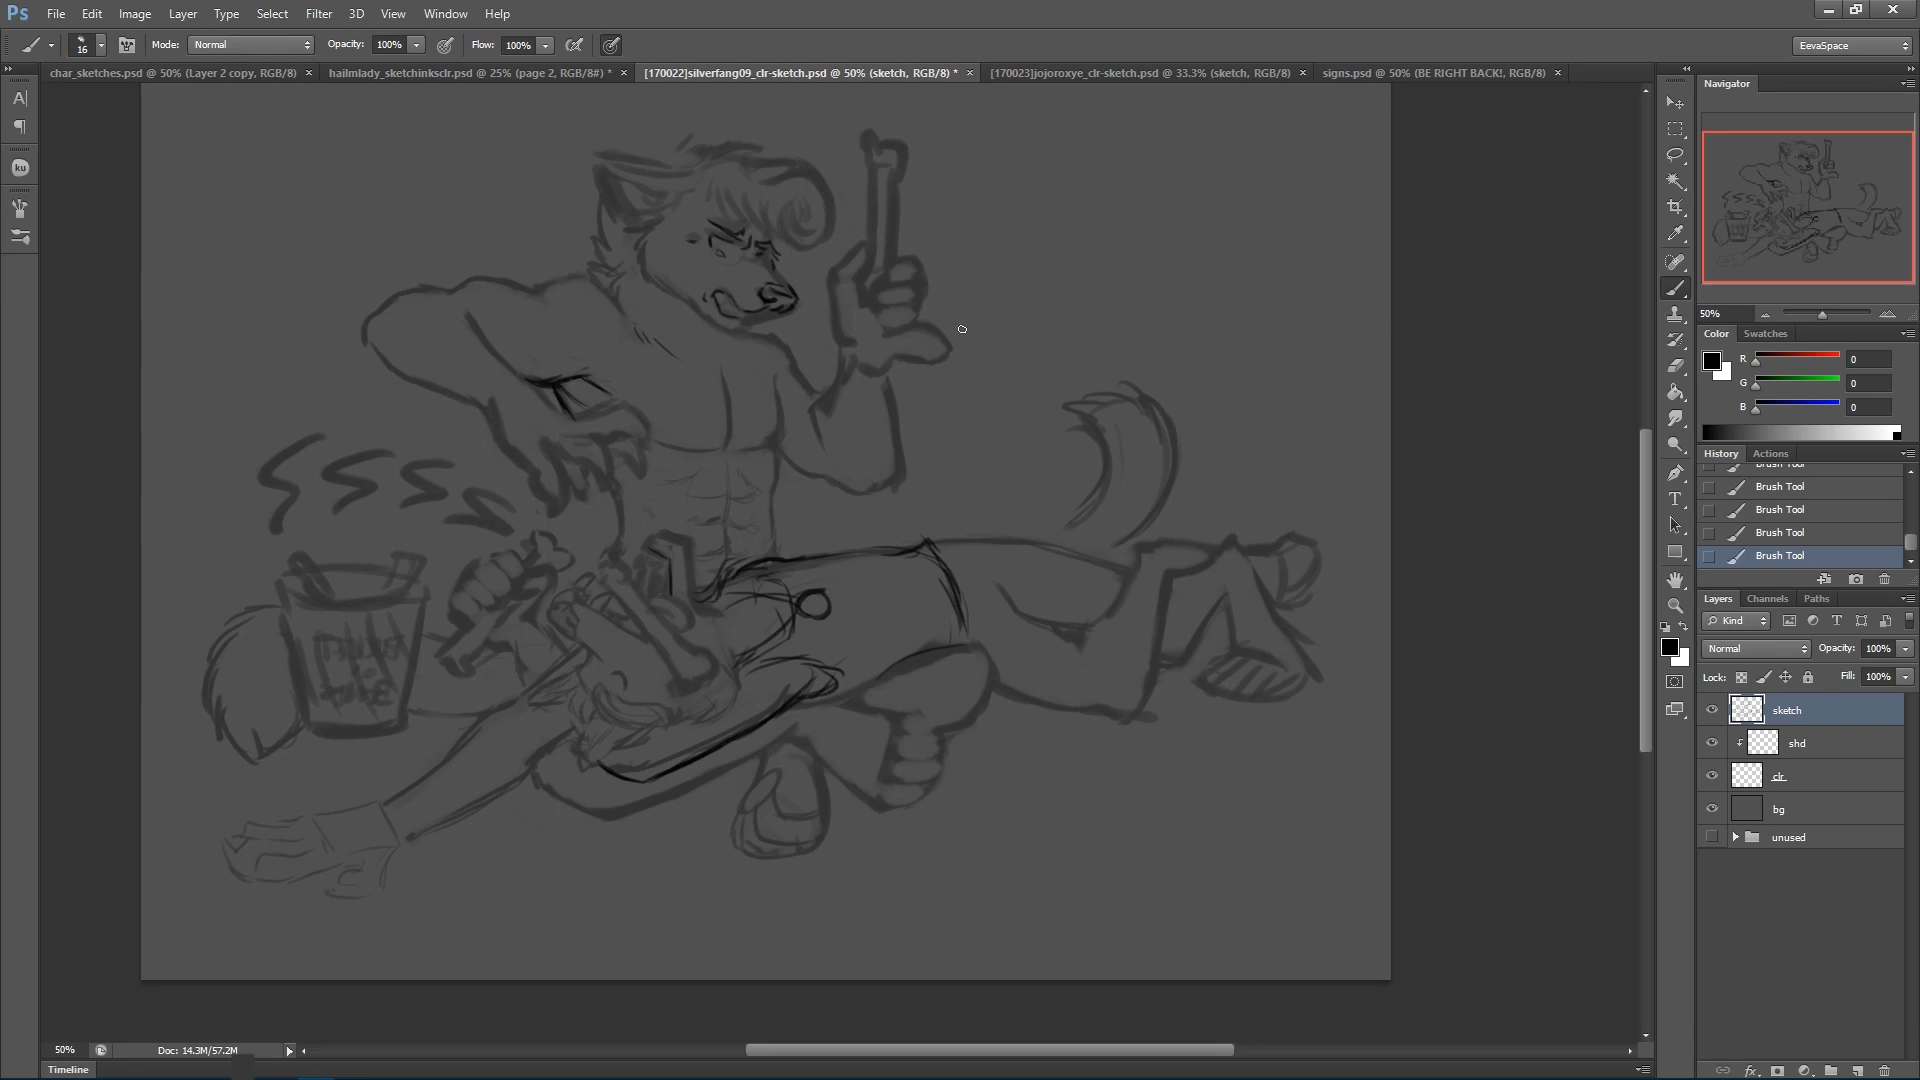 Ps File Edit Image Layer Type Select Filter 3D View Window Help
16 Mode: Normal Opacity: 100% Flow: 100% EevaSpace
char_sketches.psd @ 50% (Layer 2 copy, RGB/8) × hailmlady_sketchinksclr.psd @ 25% (page 2, RGB/8#) * × [170022]silverfang09_clr-sketch.psd @ 50% (sketch, RGB/8) * × [170023]jojoroxye_clr-sketch.psd @ 33.3% (sketch, RGB/8) × signs.psd @ 50% (BE RIGHT BACK!, RGB/8) ×
A|
ku
Navigator
50%
Color Swatches
R 0
G 0
B 0
History Actions
Brush Tool
Brush Tool
Brush Tool
Brush Tool
Brush Tool
Layers Channels Paths
Kind
Normal Opacity: 100%
Lock: Fill: 100%
sketch
shd
clr
bg
unused
50% Doc: 14.3M/57.2M
Timeline